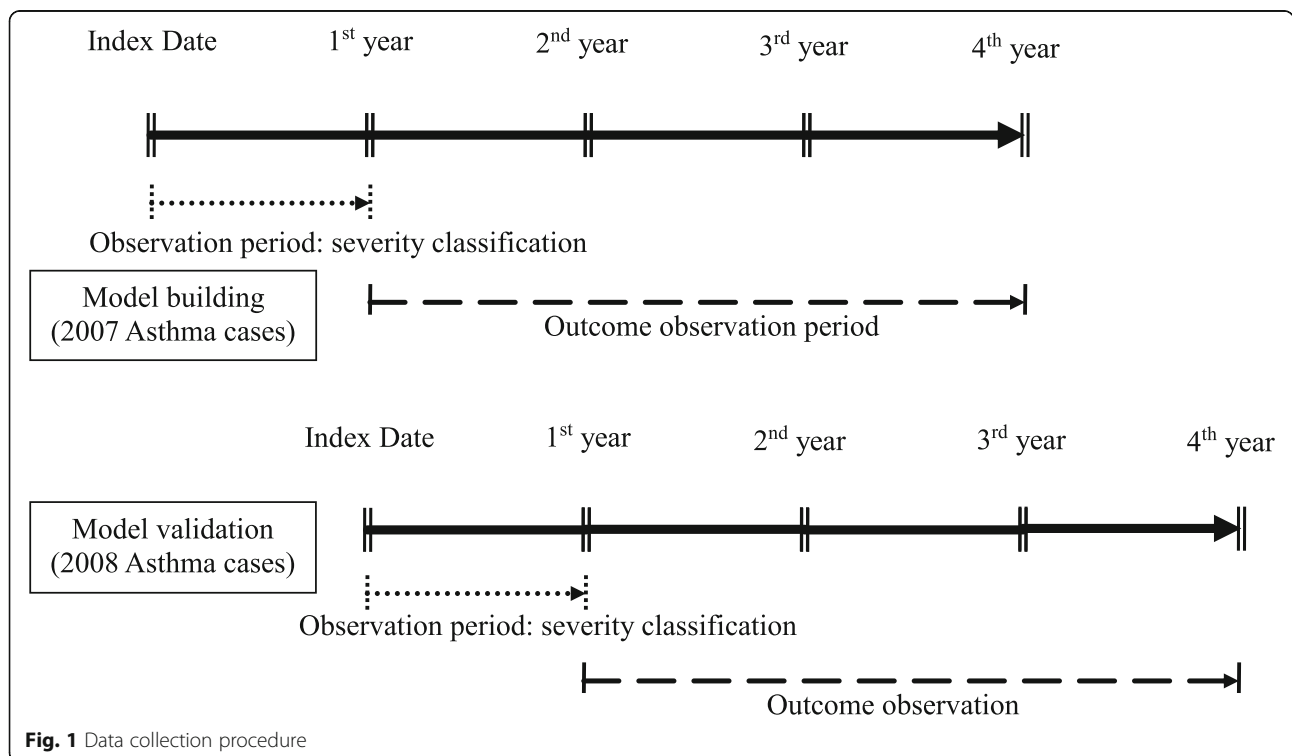 Index Date 1st year 2nd year 3rd year 4th year
Observation period: severity classification
Model building
(2007 Asthma cases)
Outcome observation period
Index Date 1st year 2nd year 3rd year 4th year
Model validation
(2008 Asthma cases)
Observation period: severity classification
Outcome observation
Fig. 1 Data collection procedure